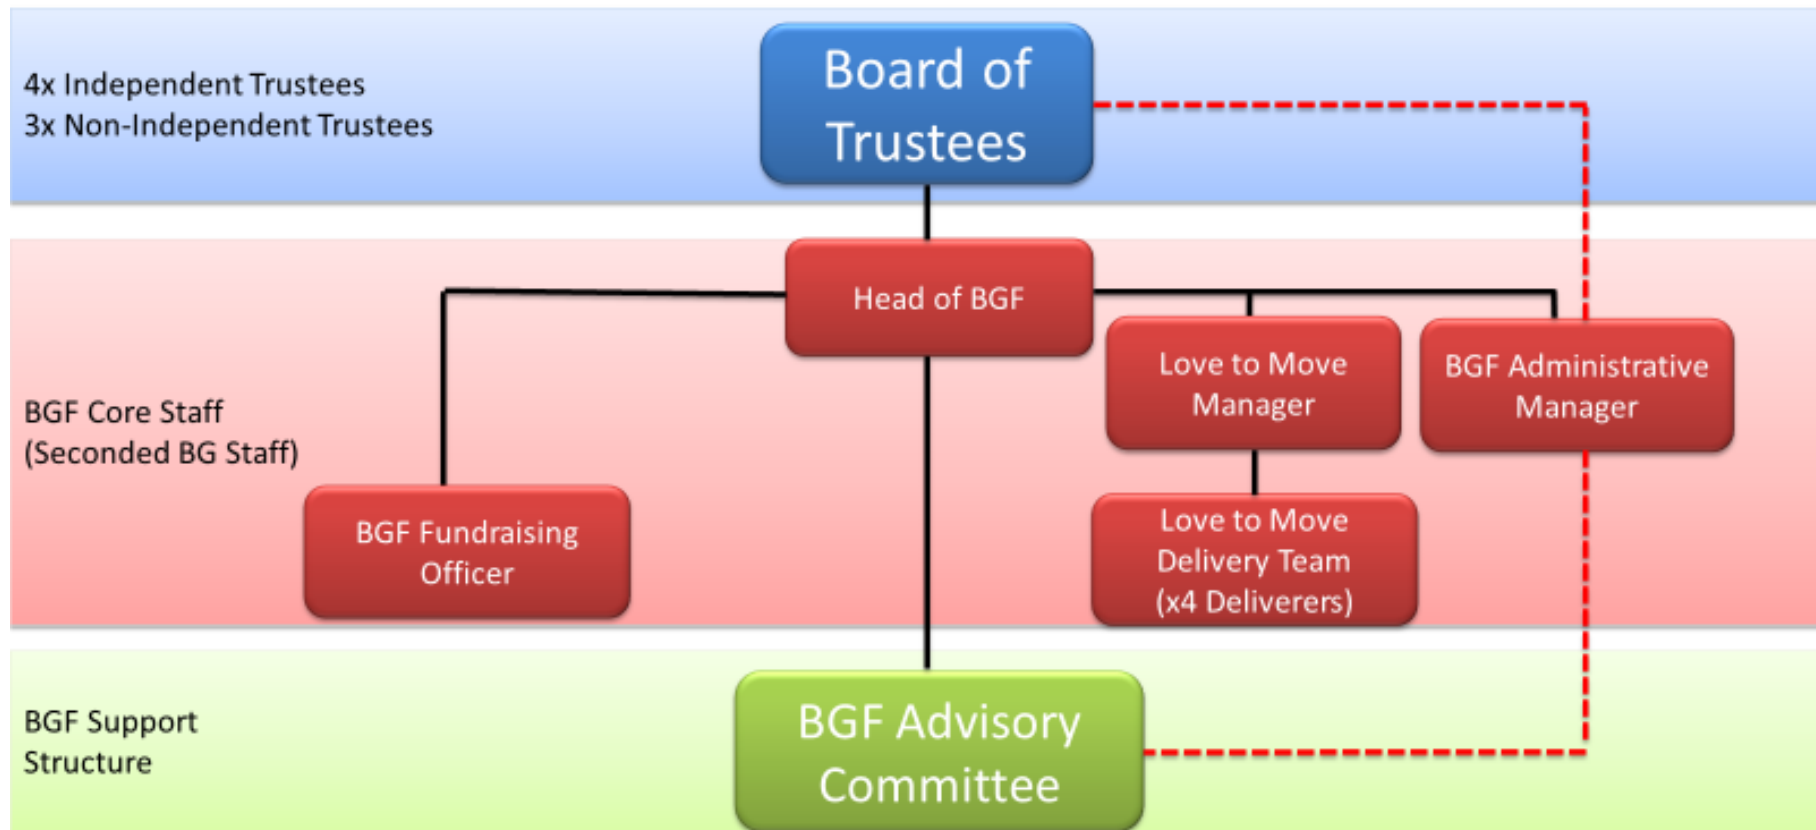 4x Independent Trustees
3x Non-Independent Trustees
Board of
Trustees
Head of BGF
Love to Move
Manager
BGF Administrative
Manager
BGF Core Staff
(Seconded BG Staff)
BGF Fundraising
Officer
Love to Move
Delivery Team
(x4 Deliverers)
BGF Support
Structure
BGF Advisory
Committee